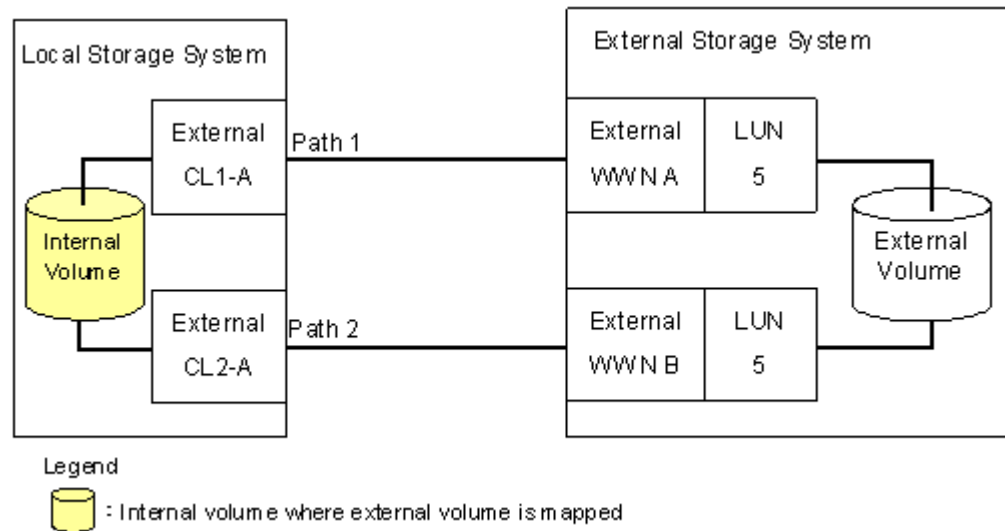 Local Storage System
External Storage System
External
CL1-A
Path 1
External
WWN A
LUN
5
Internal
Volume
External
Volume
External
CL2-A
Path 2
External
WWN B
LUN
5
Legend
: Internal volume where external volume is mapped